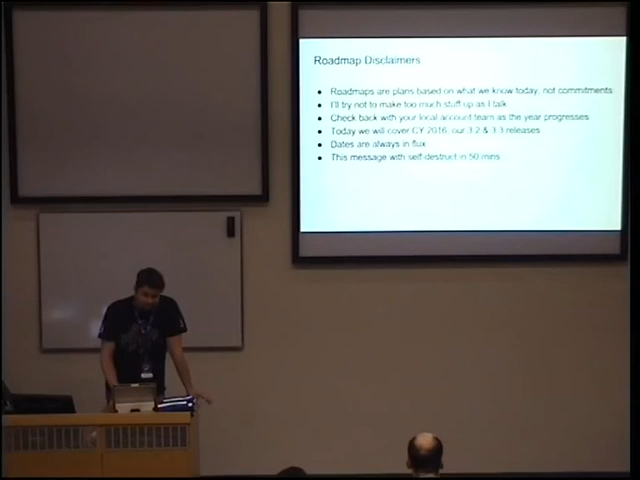 Roadmap Disclaimers
Roadmaps are plans based on what we know today, not commitments
I'll try not to make too much stuff up as I talk
Check back with your local account team as the year progresses
Today we will cover CY 2016, our 3.2 & 3.3 releases
Dates are always in flux
This message with self-destruct in 50 mins